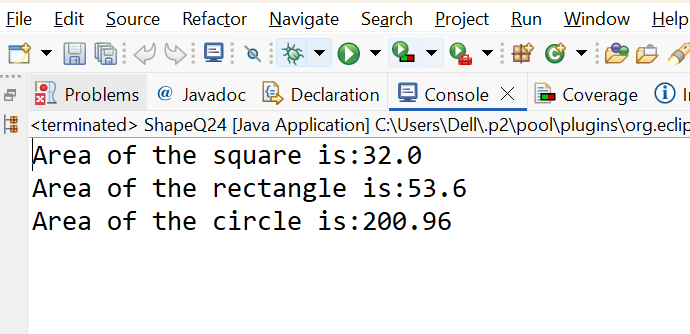 File Edit Source Refactor Navigate Search Project Run Window Help
Problems @ Javadoc Declaration Console Coverage
<terminated> ShapeQ24 [Java Application] C:\Users\Dell\.p2\pool\plugins\org.eclip
Area of the square is:32.0
Area of the rectangle is:53.6
Area of the circle is:200.96